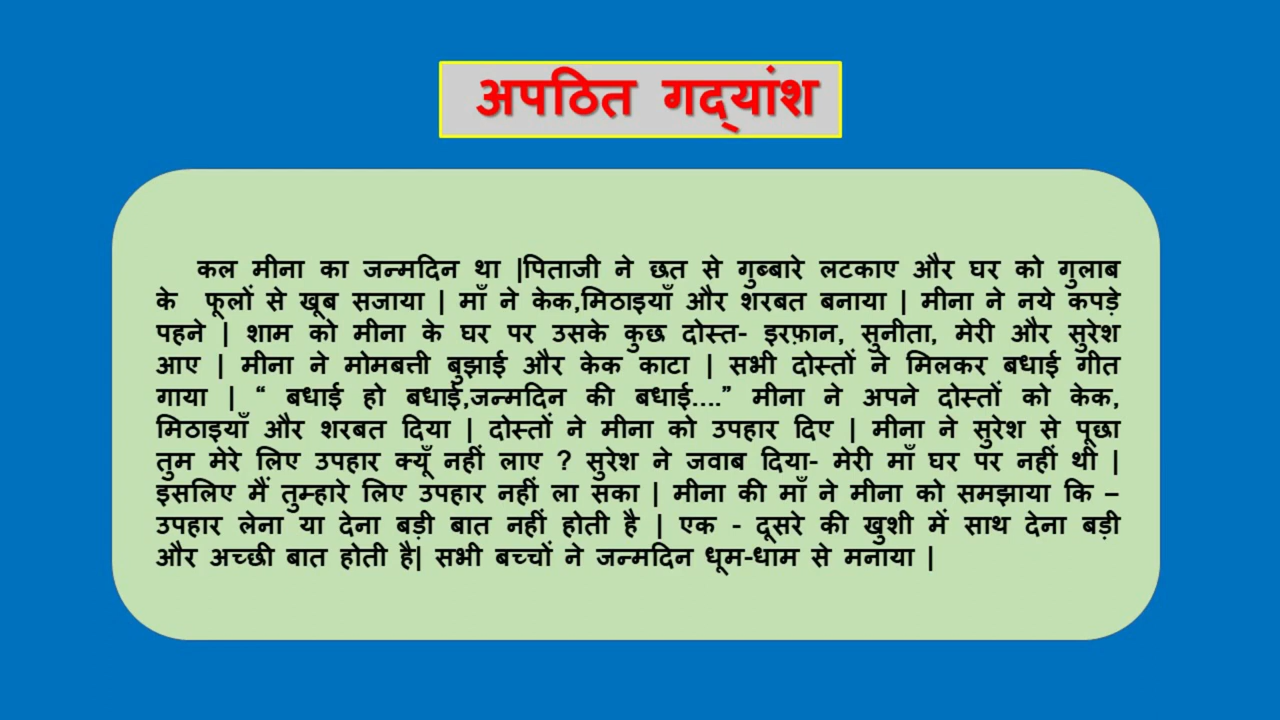 अपठित गद्यांश
कल मीना का जन्मदिन था |पिताजी ने छत से गुब्बारे लटकाए और घर को गुलाब
के फूलों से खूब सजाया | माँ ने केक,मिठाइयाँ और शरबत बनाया | मीना ने नये कपड़े
पहने | शाम को मीना के घर पर उसके कुछ दोस्त- इरफ़ान, सुनीता, मेरी और सुरेश
आए | मीना ने मोमबत्ती बुझाई और केक काटा | सभी दोस्तों ने मिलकर बधाई गीत
गाया | “ बधाई हो बधाई,जन्मदिन की बधाई....” मीना ने अपने दोस्तों को केक,
मिठाइयाँ और शरबत दिया | दोस्तों ने मीना को उपहार दिए | मीना ने सुरेश से पूछा
तुम मेरे लिए उपहार क्यूँ नहीं लाए ? सुरेश ने जवाब दिया- मेरी माँ घर पर नहीं थी |
इसलिए मैं तुम्हारे लिए उपहार नहीं ला सका | मीना की माँ ने मीना को समझाया कि –
उपहार लेना या देना बड़ी बात नहीं होती है | एक - दूसरे की खुशी में साथ देना बड़ी
और अच्छी बात होती है| सभी बच्चों ने जन्मदिन धूम-धाम से मनाया |